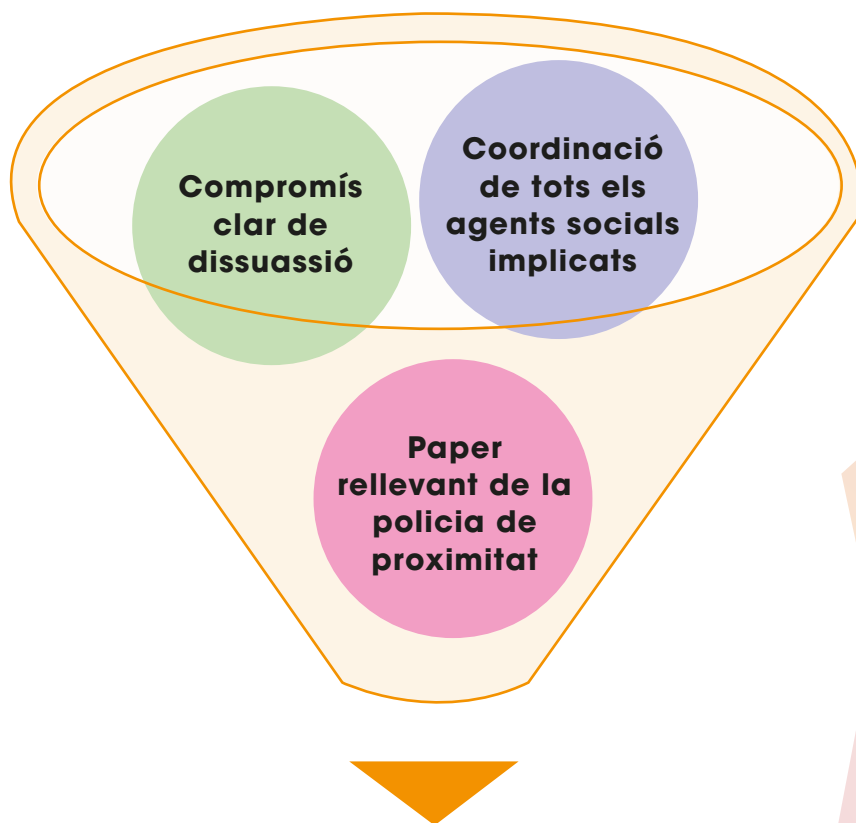 Compromís
clar de
dissuassió
Coordinació
de tots els
agents socials
implicats
Paper
rellevant de la
policia de
proximitat